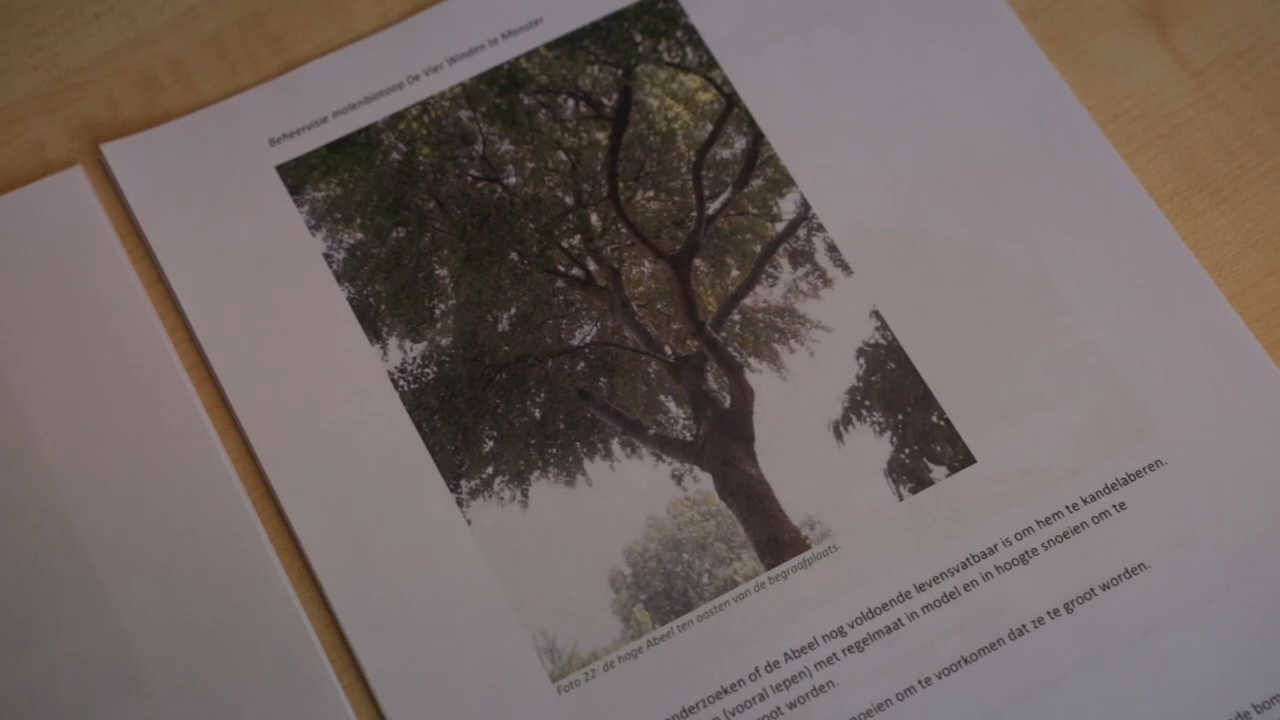 Beheervisie molenbiotoop De Vier Winden te Monster
Foto 22: de hoge Abeel ten oosten van de begraafplaats.
onderzoeken of de Abeel nog voldoende levensvatbaar is om hem te kandelaberen.
(vooral Iepen) met regelmaat in model en in hoogte snoeien om te
groot worden.
snoeien om te voorkomen dat ze te groot worden.